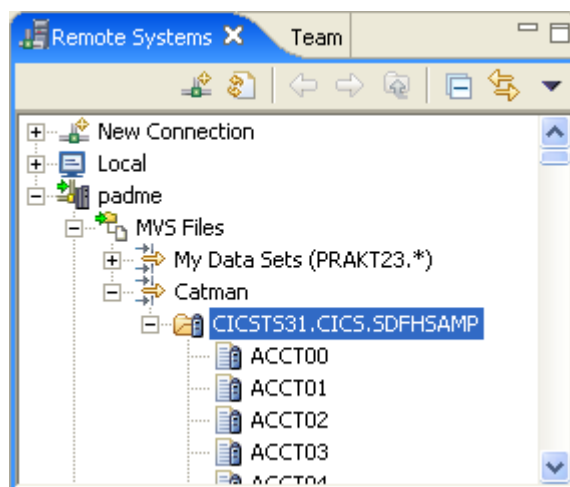 Remote Systems Team
New Connection
Local
padme
MVS Files
My Data Sets (PRAKT23.*)
Catman
CICSTS31.CICS.SDFHSAMP
ACCT00
ACCT01
ACCT02
ACCT03
ACCT04